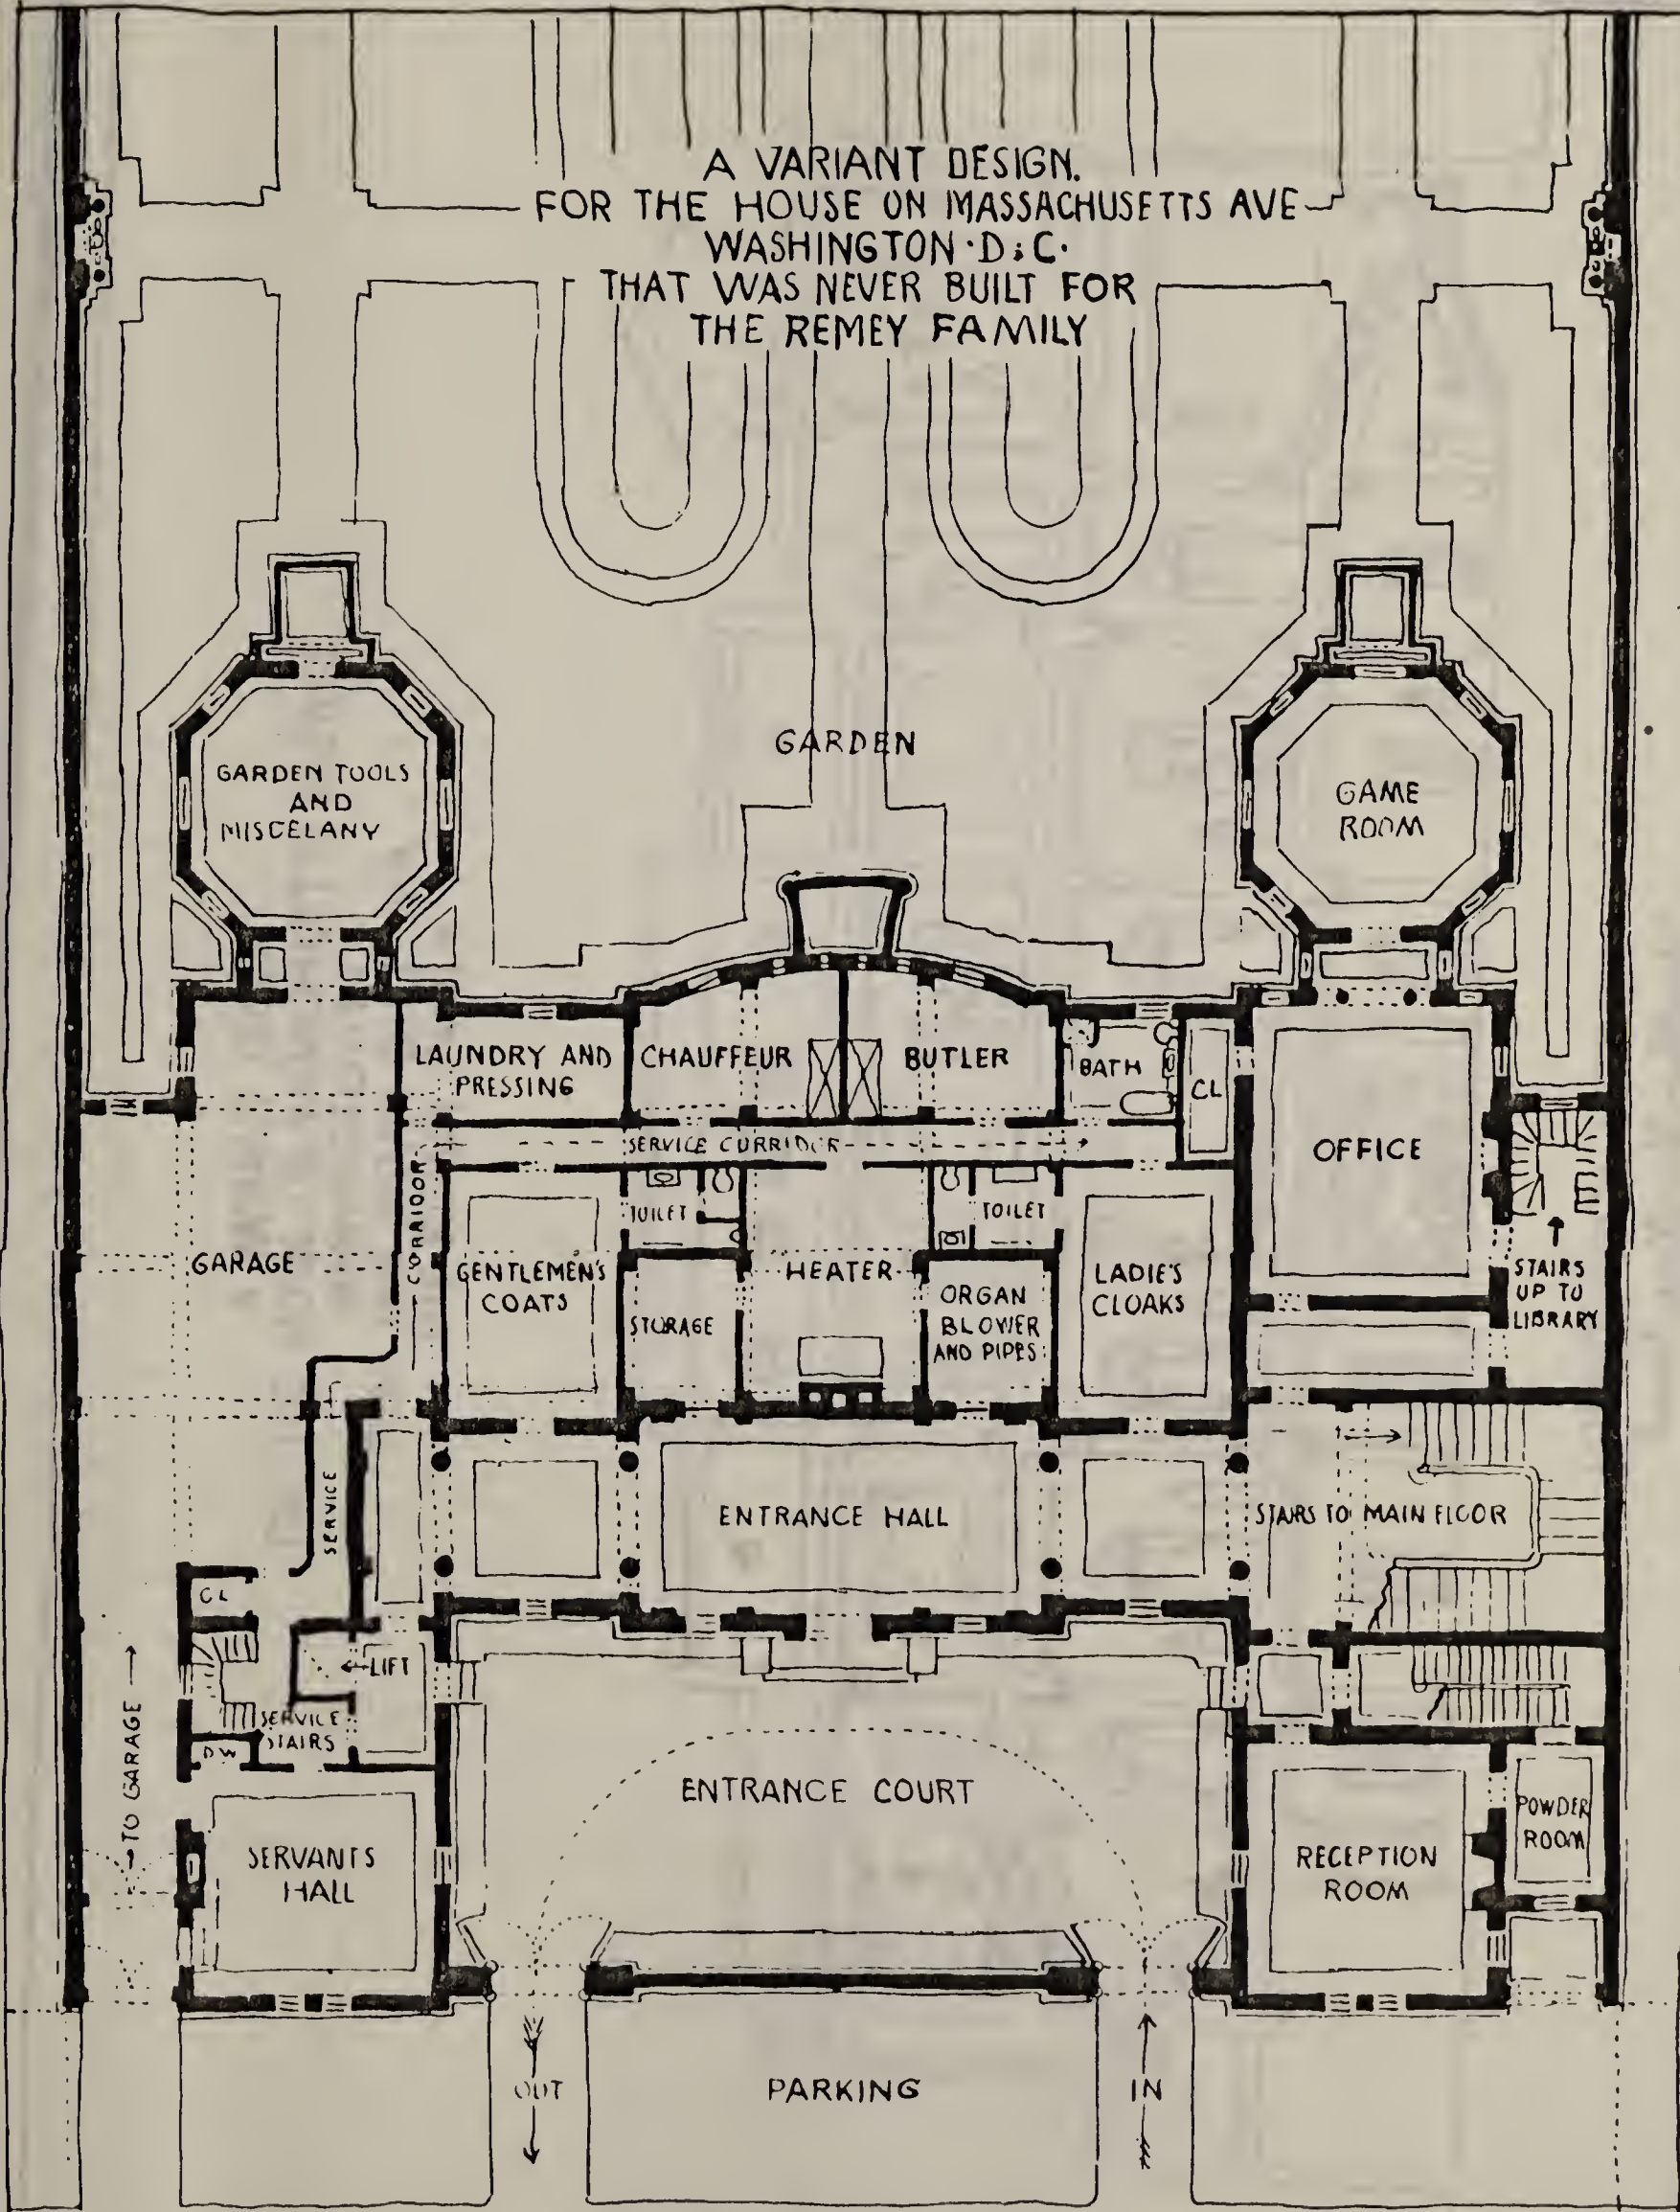 A VARIANT DESIGN.
FOR THE HOUSE ON MASSACHUSETTS AVE
WASHINGTON · D : C ·
THAT WAS NEVER BUILT FOR
THE REMEY FAMILY
GARDEN
GARDEN TOOLS
AND
MISCELANY
GAME
ROOM
LAUNDRY AND
PRESSING
CHAUFFEUR
BUTLER
BATH
CL
OFFICE
SERVICE CORRIDOR
CORRIDOR
TOILET
TOILET
STAIRS
UP TO
LIBRARY
GARAGE
GENTLEMEN'S
COATS
STORAGE
HEATER
ORGAN
BLOWER
AND PIPES
LADIE'S
CLOAKS
SERVICE
ENTRANCE HALL
STAIRS TO MAIN FLOOR
CL
LIFT
SERVICE
STAIRS
DW
TO GARAGE
ENTRANCE COURT
SERVANTS
HALL
RECEPTION
ROOM
POWDER
ROOM
OUT
PARKING
IN